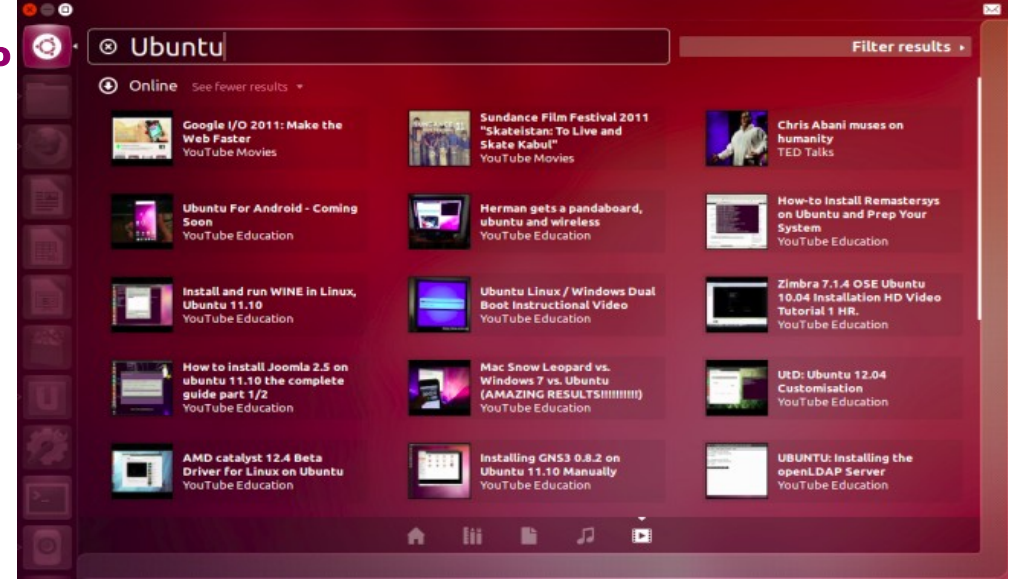 Ubuntu
Filter results
Online See fewer results
Google I/O 2011: Make the
Web Faster
YouTube Movies
Sundance Film Festival 2011
"Skateistan: To Live and
Skate Kabul"
YouTube Movies
Chris Abani muses on
humanity
TED Talks
Ubuntu For Android - Coming
Soon
YouTube Education
Herman gets a pandaboard,
ubuntu and wireless
YouTube Education
How-to Install Remastersys
on Ubuntu and Prep Your
System
YouTube Education
Install and run WINE in Linux,
Ubuntu 11.10
YouTube Education
Ubuntu Linux / Windows Dual
Boot Instructional Video
YouTube Education
Zimbra 7.1.4 OSE Ubuntu
10.04 Installation HD Video
Tutorial 1 HR.
YouTube Education
How to install Joomla 2.5 on
ubuntu 11.10 the complete
guide part 1/2
YouTube Education
Mac Snow Leopard vs.
Windows 7 vs. Ubuntu
(AMAZING RESULTS!!!!!!!!!!)
YouTube Education
UtD: Ubuntu 12.04
Customisation
YouTube Education
AMD catalyst 12.4 Beta
Driver for Linux on Ubuntu
YouTube Education
Installing GNS3 0.8.2 on
Ubuntu 11.10 Manually
YouTube Education
UBUNTU: Installing the
openLDAP Server
YouTube Education